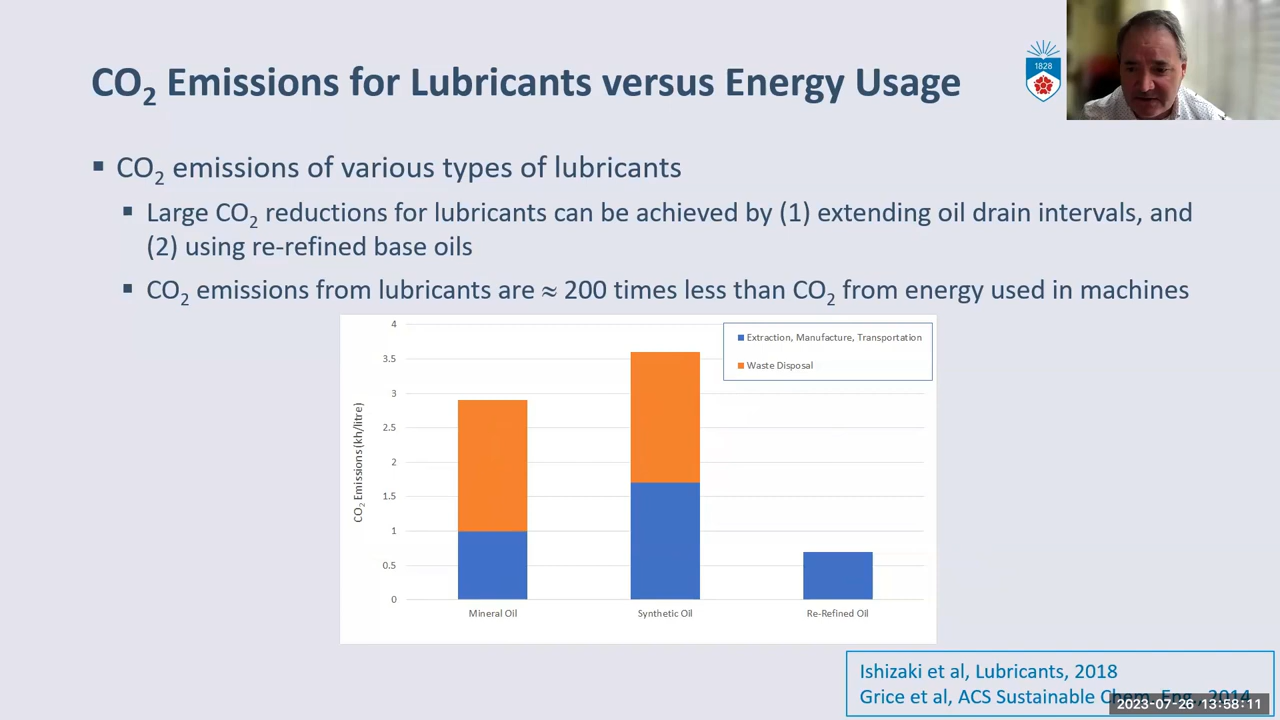 1828
CO₂ Emissions for Lubricants versus Energy Usage
▪ CO₂ emissions of various types of lubricants
▪ Large CO₂ reductions for lubricants can be achieved by (1) extending oil drain intervals, and
(2) using re-refined base oils
▪ CO₂ emissions from lubricants are ≈ 200 times less than CO₂ from energy used in machines
4
3.5
3
2.5
2
1.5
1
0.5
0
CO₂ Emissions (kh/litre)
Extraction, Manufacture, Transportation
Waste Disposal
Mineral Oil
Synthetic Oil
Re-Refined Oil
Ishizaki et al, Lubricants, 2018
Grice et al, ACS Sustainable Chem. Eng., 2014
2023-07-26 13:58:11